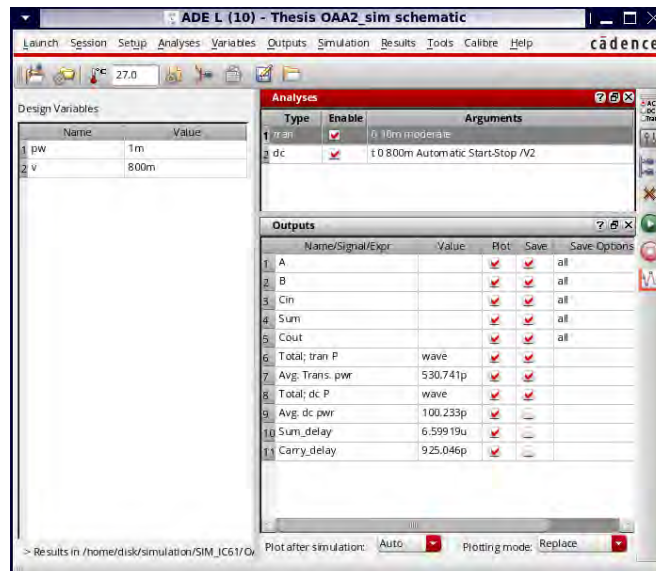 ADE L (10) - Thesis OAA2_sim schematic
Launch Session Setup Analyses Variables Outputs Simulation Results Tools Calibre Help cādence
°C 27.0
Design Variables
Name Value
1 pw 1m
2 v 800m
Analyses
Type Enable Arguments
1 tran 0 10m moderate
2 dc t 0 800m Automatic Start-Stop /V2
AC
DC
Trans
Outputs
Name/Signal/Expr Value Plot Save Save Options
1 A all
2 B all
3 Cin all
4 Sum all
5 Cout all
6 Total; tran P wave
7 Avg. Trans. pwr 530.741p
8 Total; dc P wave
9 Avg. dc pwr 100.233p
10 Sum_delay 6.59919u
11 Carry_delay 925.046p
> Results in /home/disk/simulation/SIM_IC61/OA
Plot after simulation: Auto Plotting mode: Replace